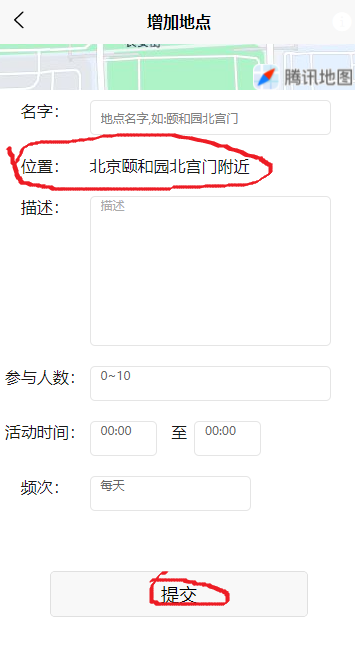 增加地点
长安街
腾讯地图
名字：
地点名字,如:颐和园北宫门
位置：
北京颐和园北宫门附近
描述：
描述
参与人数：
0~10
活动时间：
00:00 至 00:00
频次：
每天
提交